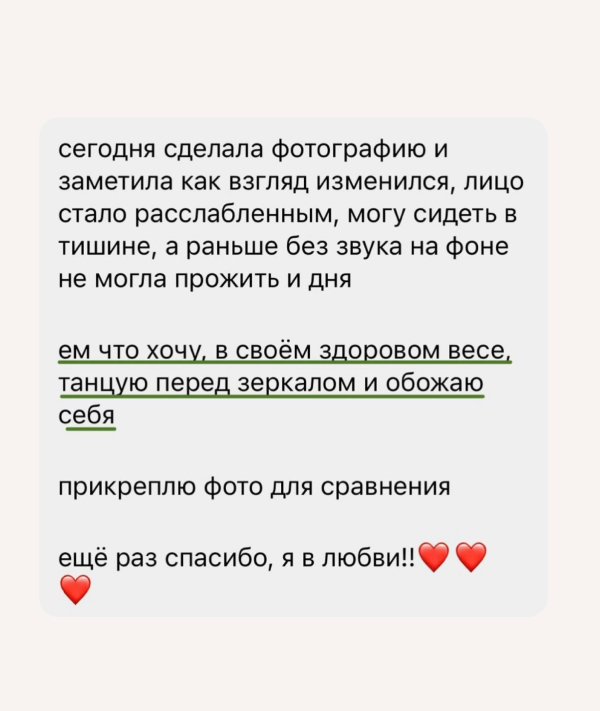 сегодня сделала фотографию и
заметила как взгляд изменился, лицо
стало расслабленным, могу сидеть в
тишине, а раньше без звука на фоне
не могла прожить и дня
ем что хочу, в своём здоровом весе,
танцую перед зеркалом и обожаю
себя
прикреплю фото для сравнения
ещё раз спасибо, я в любви!!❤️❤️
❤️